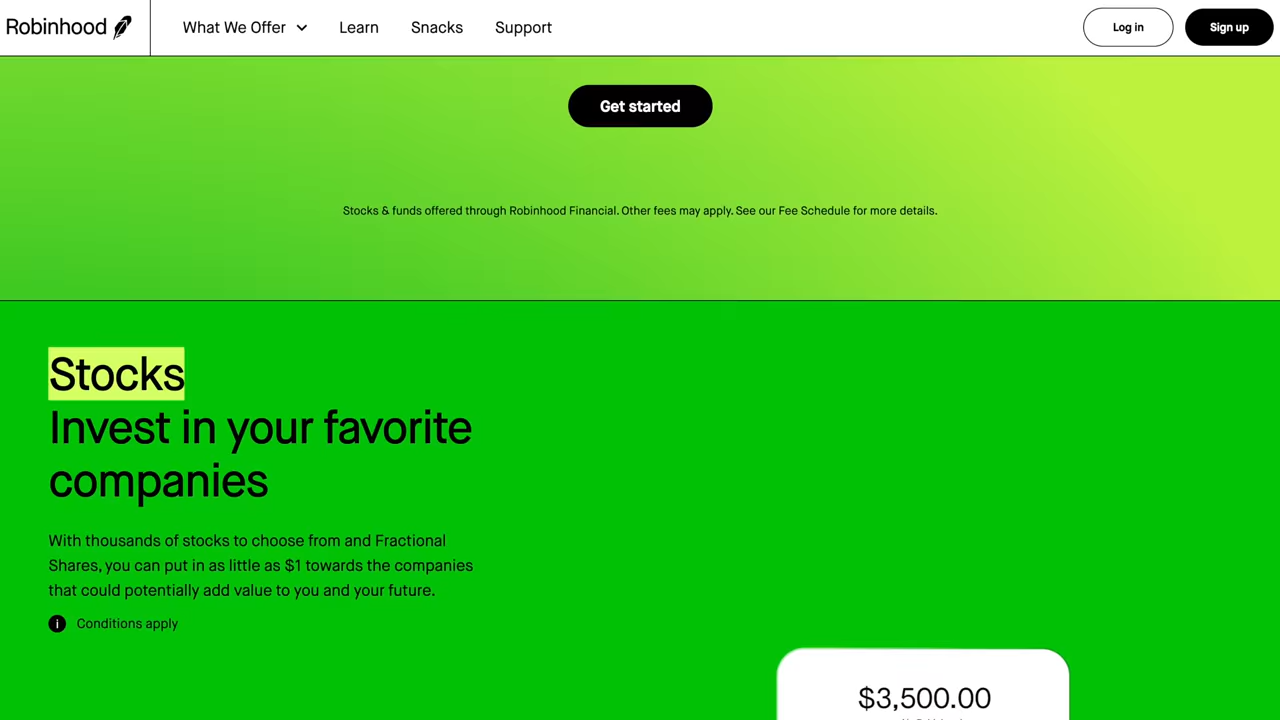 Robinhood
What We Offer
Learn
Snacks
Support
Log in
Sign up
Get started
Stocks & funds offered through Robinhood Financial. Other fees may apply. See our Fee Schedule for more details.
Stocks
Invest in your favorite
companies
With thousands of stocks to choose from and Fractional
Shares, you can put in as little as $1 towards the companies
that could potentially add value to you and your future.
i Conditions apply
$3,500.00